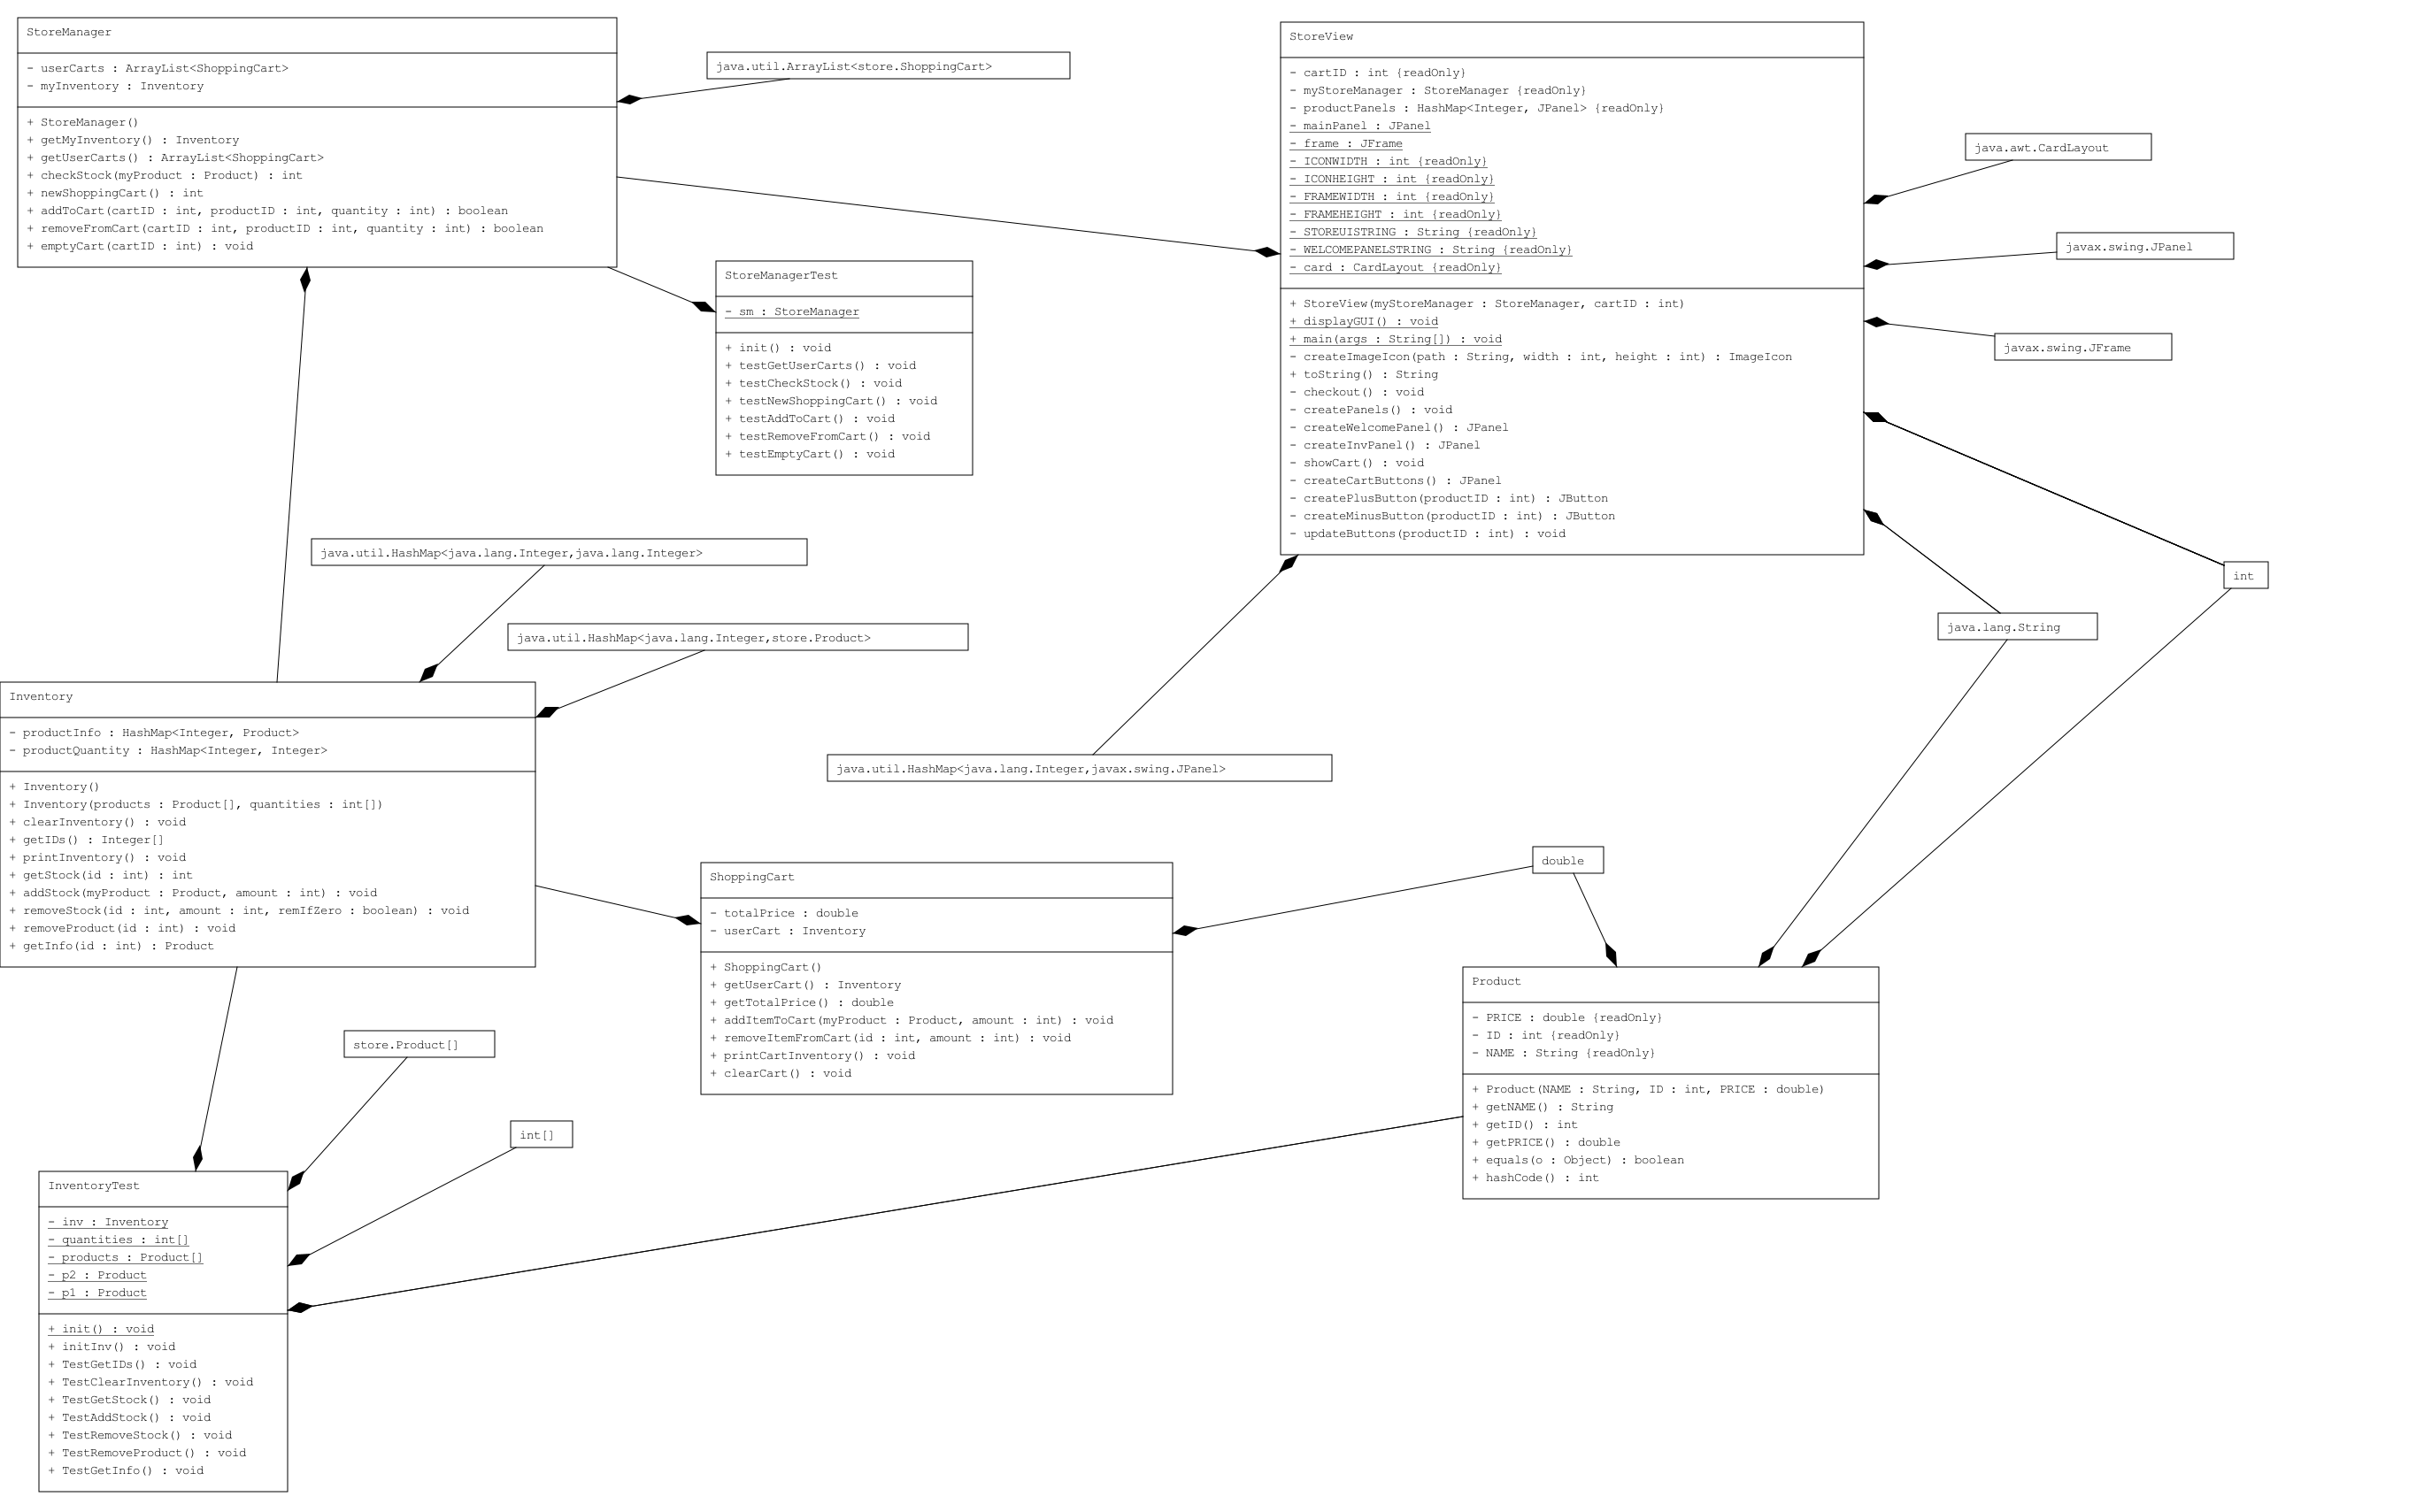 StoreManager
- userCarts : ArrayList<ShoppingCart>
- myInventory : Inventory
+ StoreManager()
+ getMyInventory() : Inventory
+ getUserCarts() : ArrayList<ShoppingCart>
+ checkStock(myProduct : Product) : int
+ newShoppingCart() : int
+ addToCart(cartID : int, productID : int, quantity : int) : boolean
+ removeFromCart(cartID : int, productID : int, quantity : int) : boolean
+ emptyCart(cartID : int) : void
java.util.ArrayList<store.ShoppingCart>
StoreView
- cartID : int {readOnly}
- myStoreManager : StoreManager {readOnly}
- productPanels : HashMap<Integer, JPanel> {readOnly}
- mainPanel : JPanel
- frame : JFrame
- ICONWIDTH : int {readOnly}
- ICONHEIGHT : int {readOnly}
- FRAMEWIDTH : int {readOnly}
- FRAMEHEIGHT : int {readOnly}
- STOREUISTRING : String {readOnly}
- WELCOMEPANELSTRING : String {readOnly}
- card : CardLayout {readOnly}
+ StoreView(myStoreManager : StoreManager, cartID : int)
+ displayGUI() : void
+ main(args : String[]) : void
- createImageIcon(path : String, width : int, height : int) : ImageIcon
+ toString() : String
- checkout() : void
- createPanels() : void
- createWelcomePanel() : JPanel
- createInvPanel() : JPanel
- showCart() : void
- createCartButtons() : JPanel
- createPlusButton(productID : int) : JButton
- createMinusButton(productID : int) : JButton
- updateButtons(productID : int) : void
java.awt.CardLayout
javax.swing.JPanel
javax.swing.JFrame
StoreManagerTest
- sm : StoreManager
+ init() : void
+ testGetUserCarts() : void
+ testCheckStock() : void
+ testNewShoppingCart() : void
+ testAddToCart() : void
+ testRemoveFromCart() : void
+ testEmptyCart() : void
java.util.HashMap<java.lang.Integer,java.lang.Integer>
int
java.util.HashMap<java.lang.Integer,store.Product>
java.lang.String
Inventory
- productInfo : HashMap<Integer, Product>
- productQuantity : HashMap<Integer, Integer>
+ Inventory()
+ Inventory(products : Product[], quantities : int[])
+ clearInventory() : void
+ getIDs() : Integer[]
+ printInventory() : void
+ getStock(id : int) : int
+ addStock(myProduct : Product, amount : int) : void
+ removeStock(id : int, amount : int, remIfZero : boolean) : void
+ removeProduct(id : int) : void
+ getInfo(id : int) : Product
java.util.HashMap<java.lang.Integer,javax.swing.JPanel>
double
ShoppingCart
- totalPrice : double
- userCart : Inventory
+ ShoppingCart()
+ getUserCart() : Inventory
+ getTotalPrice() : double
+ addItemToCart(myProduct : Product, amount : int) : void
+ removeItemFromCart(id : int, amount : int) : void
+ printCartInventory() : void
+ clearCart() : void
Product
- PRICE : double {readOnly}
- ID : int {readOnly}
- NAME : String {readOnly}
+ Product(NAME : String, ID : int, PRICE : double)
+ getNAME() : String
+ getID() : int
+ getPRICE() : double
+ equals(o : Object) : boolean
+ hashCode() : int
store.Product[]
int[]
InventoryTest
- inv : Inventory
- quantities : int[]
- products : Product[]
- p2 : Product
- p1 : Product
+ init() : void
+ initInv() : void
+ TestGetIDs() : void
+ TestClearInventory() : void
+ TestGetStock() : void
+ TestAddStock() : void
+ TestRemoveStock() : void
+ TestRemoveProduct() : void
+ TestGetInfo() : void